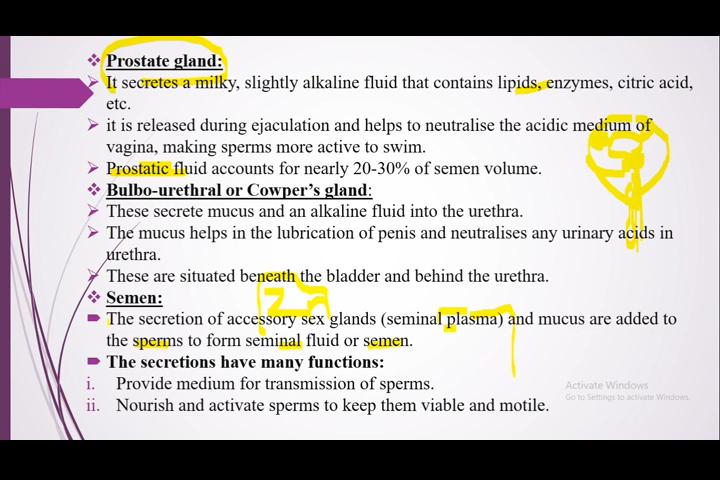 Prostate gland:
It secretes a milky, slightly alkaline fluid that contains lipids, enzymes, citric acid,
etc.
it is released during ejaculation and helps to neutralise the acidic medium of
vagina, making sperms more active to swim.
Prostatic fluid accounts for nearly 20-30% of semen volume.
Bulbo-urethral or Cowper's gland:
These secrete mucus and an alkaline fluid into the urethra.
The mucus helps in the lubrication of penis and neutralises any urinary acids in
urethra.
These are situated beneath the bladder and behind the urethra.
Semen:
The secretion of accessory sex glands (seminal plasma) and mucus are added to
the sperms to form seminal fluid or semen.
The secretions have many functions:
i. Provide medium for transmission of sperms.
ii. Nourish and activate sperms to keep them viable and motile.
Activate Windows
Go to Settings to activate Windows.